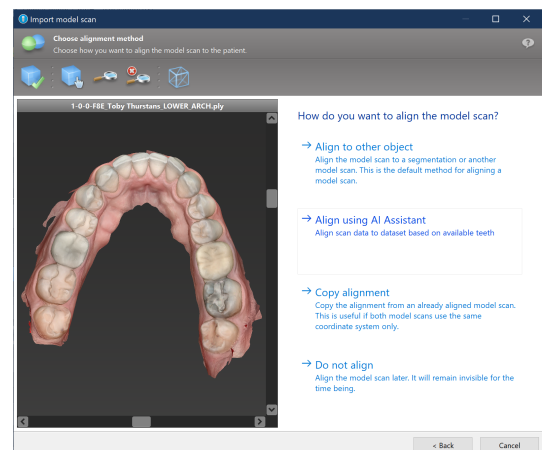 Import model scan
Choose alignment method
Choose how you want to align the model scan to the patient.
1-0-0-F8E_Toby Thurstans_LOWER_ARCH.ply
How do you want to align the model scan?
→ Align to other object
Align the model scan to a segmentation or another
model scan. This is the default method for aligning a
model scan.
→ Align using AI Assistant
Align scan data to dataset based on available teeth
→ Copy alignment
Copy the alignment from an already aligned model scan.
This is useful if both model scans use the same
coordinate system only.
→ Do not align
Align the model scan later. It will remain invisible for the
time being.
< Back
Cancel